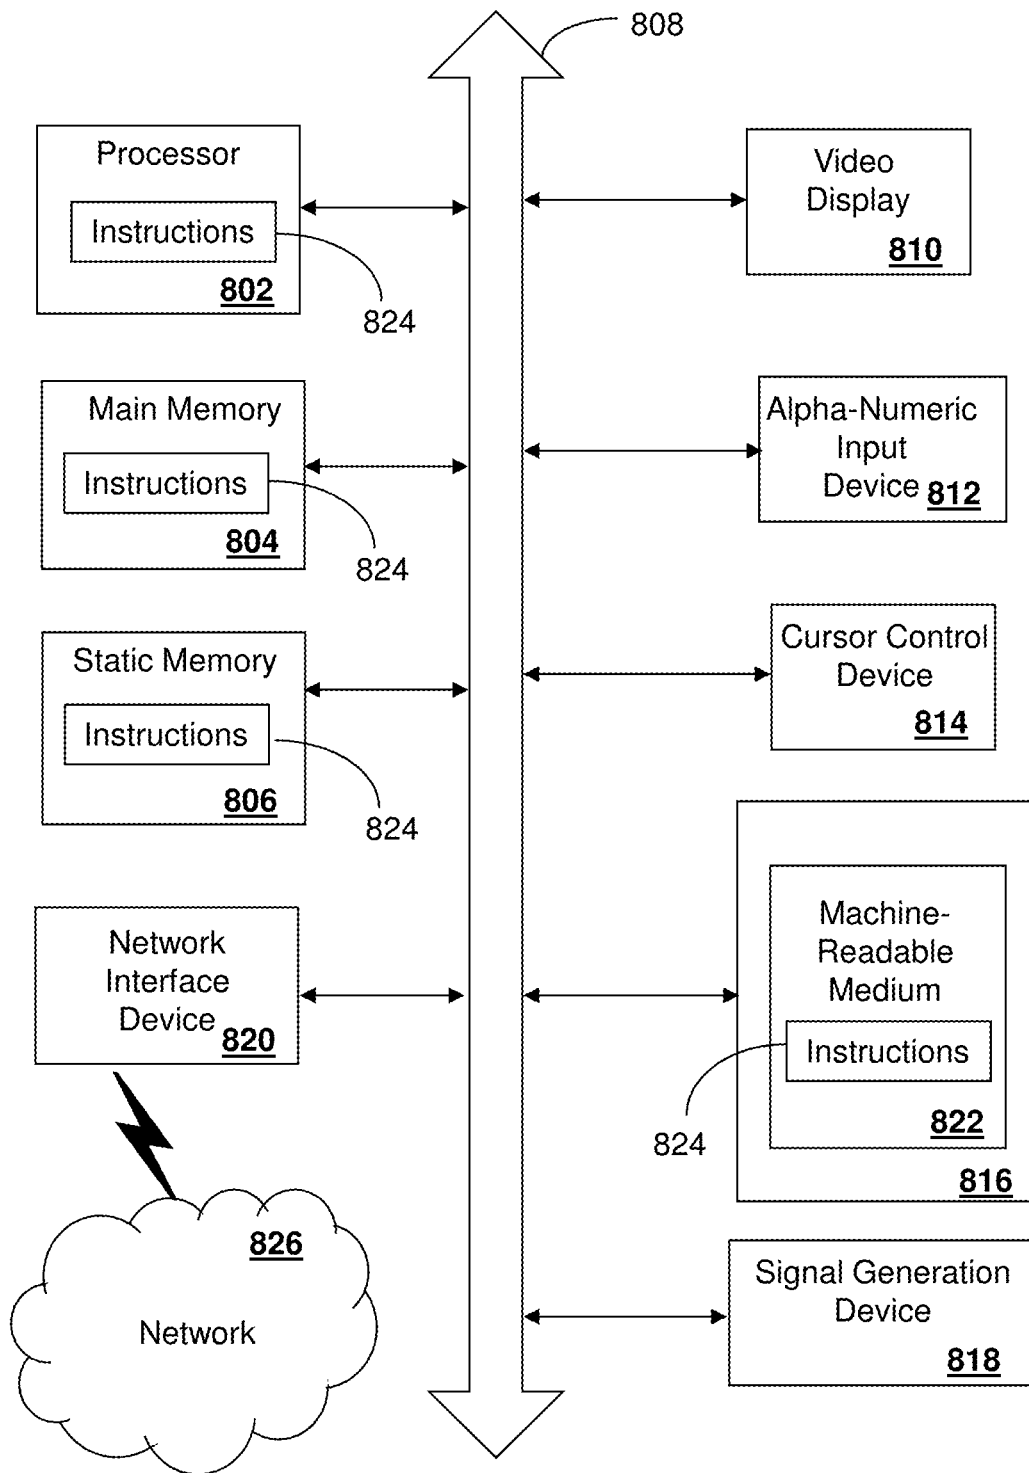 808
Processor
Instructions
802
824
Main Memory
Instructions
804
824
Static Memory
Instructions
806
824
Network
Interface
Device
820
826
Network
Video
Display
810
Alpha-Numeric
Input
Device 812
Cursor Control
Device
814
Machine-
Readable
Medium
Instructions
824
822
816
Signal Generation
Device
818